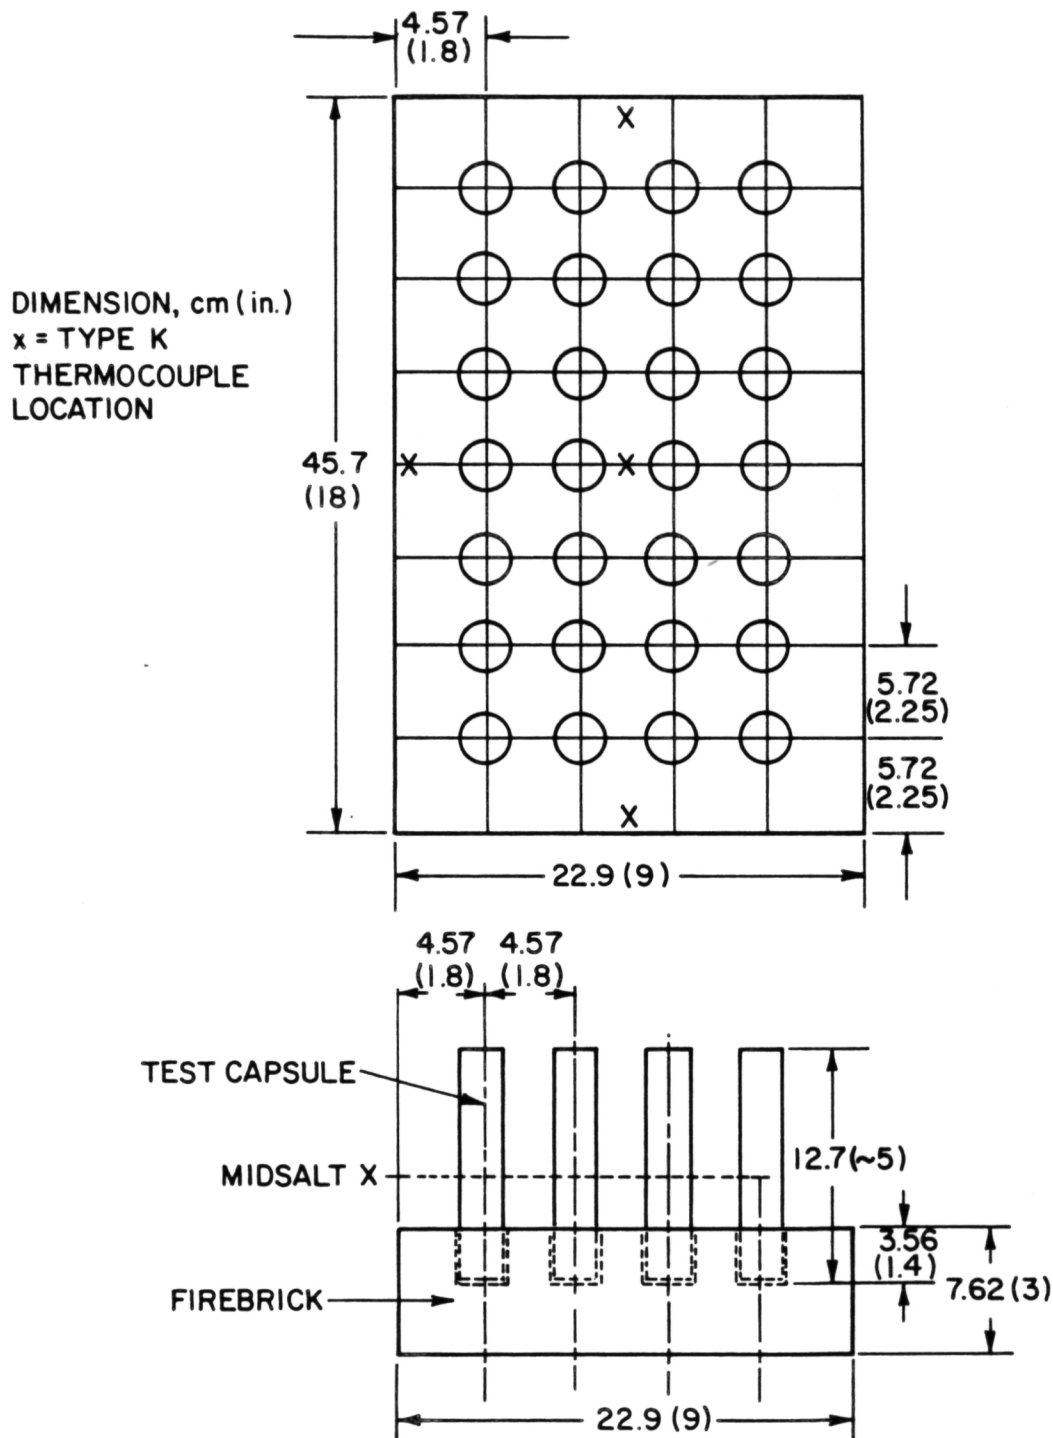 4.57
(1.8)
X
DIMENSION, cm (in.)
x = TYPE K
THERMOCOUPLE
LOCATION
45.7
(18)
X
X
5.72
(2.25)
5.72
(2.25)
X
22.9 (9)
4.57
(1.8)
4.57
(1.8)
TEST CAPSULE
MIDSALT X
12.7 (~5)
3.56
(1.4)
7.62 (3)
FIREBRICK
22.9 (9)